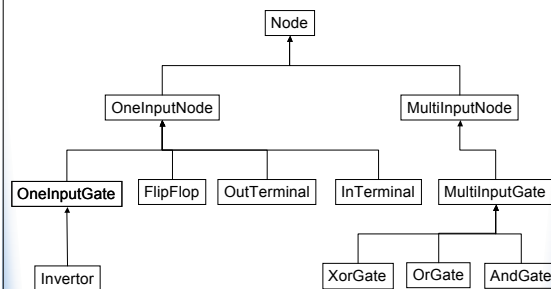 Node
OneInputNode
MultiInputNode
OneInputGate
FlipFlop
OutTerminal
InTerminal
MultiInputGate
Invertor
XorGate
OrGate
AndGate